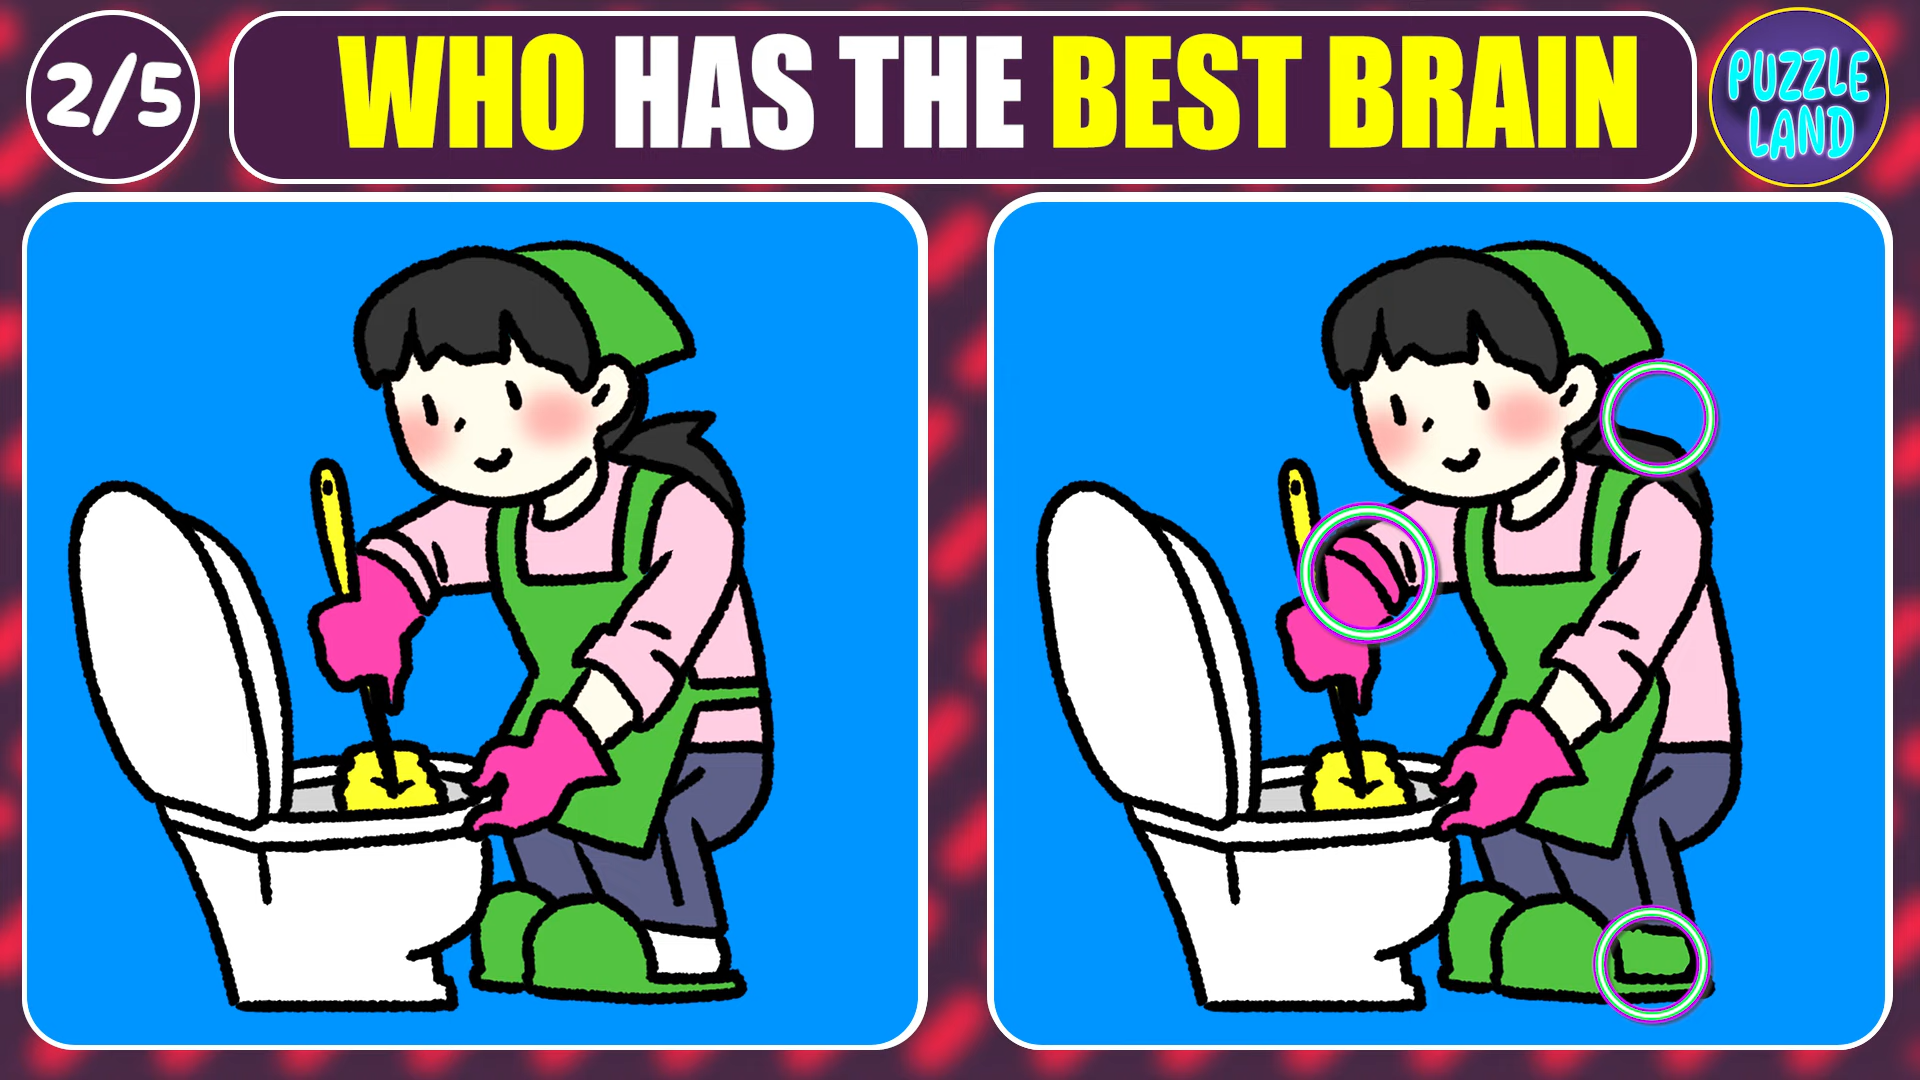 2/5
WHO HAS THE BEST BRAIN
PUZZLE
LAND